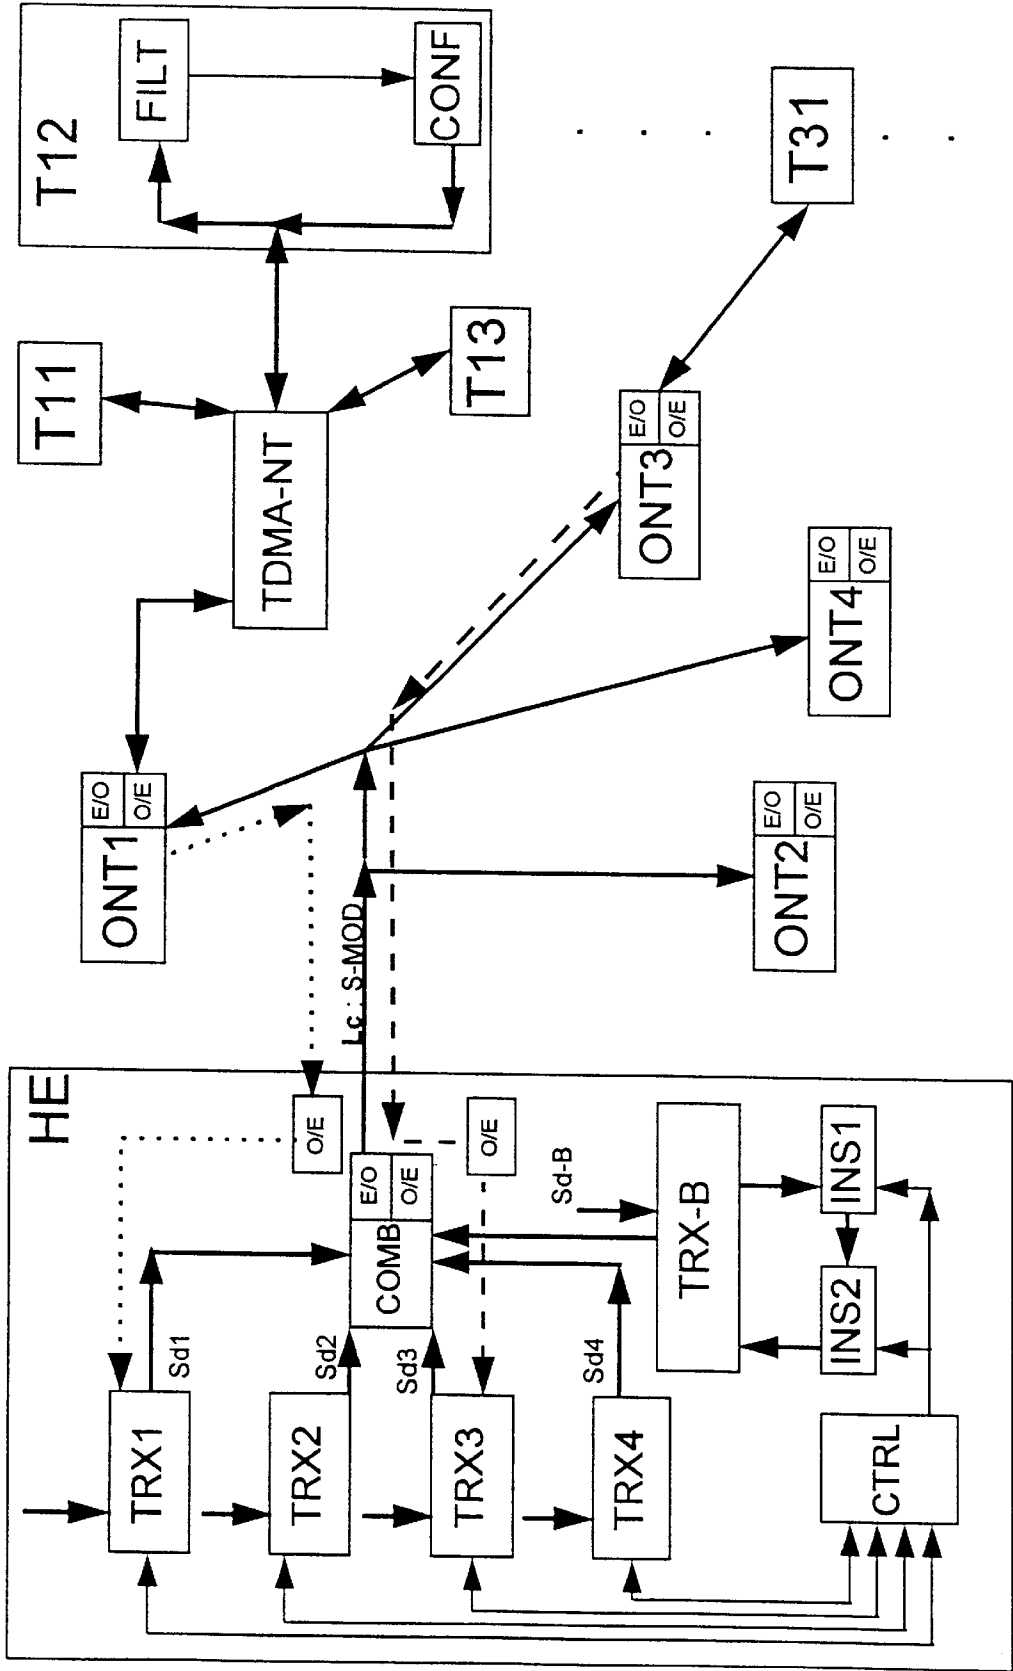 HE
TRX1
Sd1
TRX2
Sd2
TRX3
Sd3
TRX4
Sd4
CTRL
COMB
E/O
O/E
O/E
O/E
Sd-B
TRX-B
INS1
INS2
Lc : S-MOD
ONT1
E/O
O/E
ONT2
E/O
O/E
ONT3
E/O
O/E
ONT4
E/O
O/E
TDMA-NT
T11
T12
FILT
CONF
T13
T31